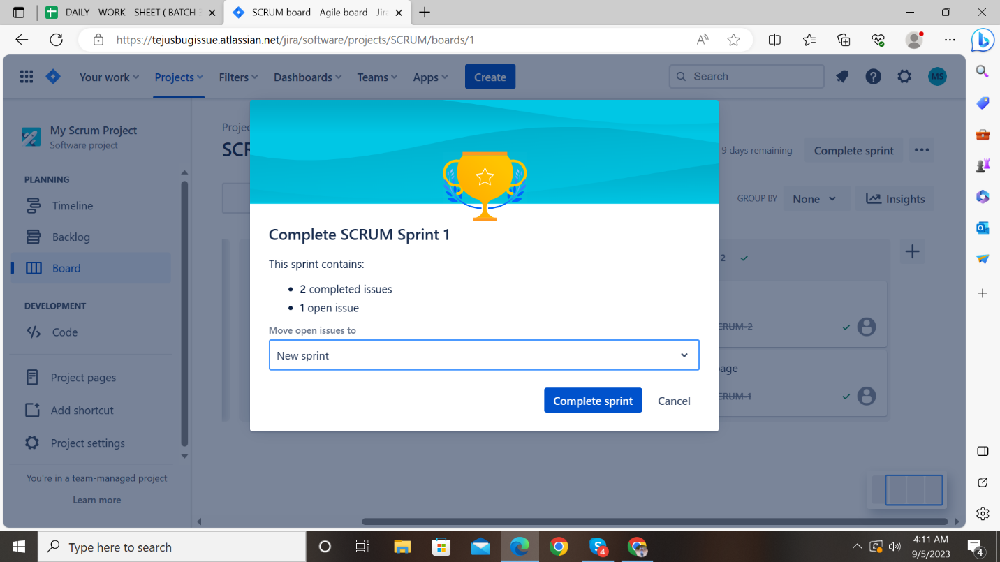 DAILY - WORK - SHEET ( BATCH
SCRUM board - Agile board - Jira
https://tejusbugissue.atlassian.net/jira/software/projects/SCRUM/boards/1
Your work
Projects
Filters
Dashboards
Teams
Apps
Create
Search
MS
My Scrum Project
Software project
PLANNING
Timeline
Backlog
Board
DEVELOPMENT
Code
Project pages
Add shortcut
Project settings
You're in a team-managed project
Learn more
Projec
SCR
9 days remaining
Complete sprint
GROUP BY
None
Insights
2
CRUM-2
page
CRUM-1
Complete SCRUM Sprint 1
This sprint contains:
• 2 completed issues
• 1 open issue
Move open issues to
New sprint
Complete sprint
Cancel
Type here to search
4
4:11 AM
9/5/2023
4